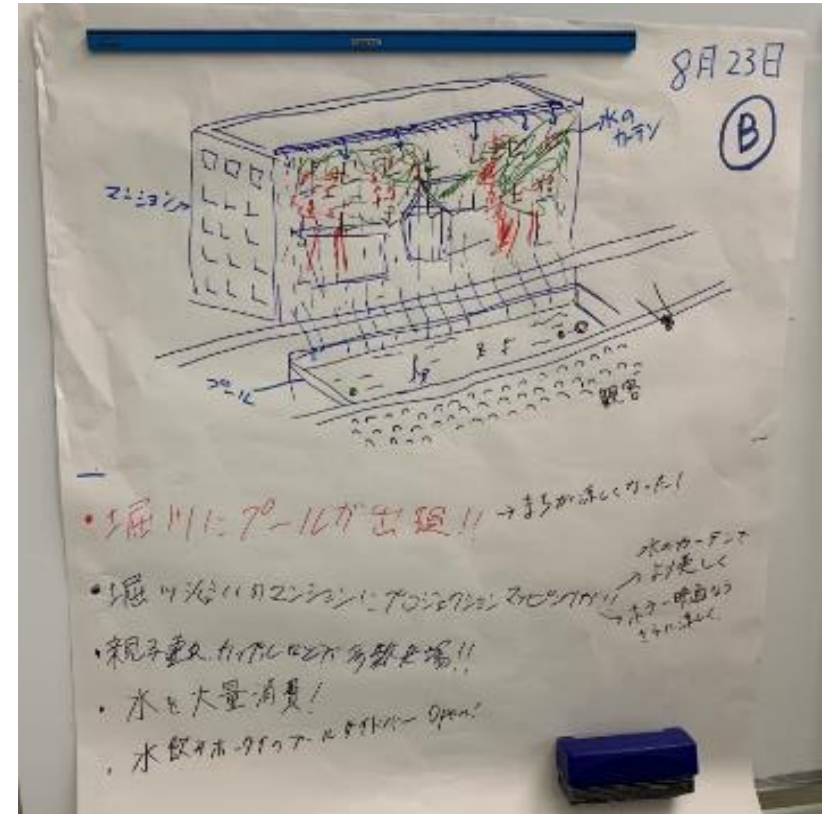 8月23日
B
水の
カーテン
マンション
プール
観客
・堀川にプールが出現!! →まちが涼しくなった!
・堀川沿いのマンションにプロジェクションマッピングが!!
→水のカーテンで
より美しく
→ホラー映画なら
さらに涼しく
・親子連れ、カップルなどが多数来場!!
・水を大量消費!
・水飲み放題のプールサイドバー Open!